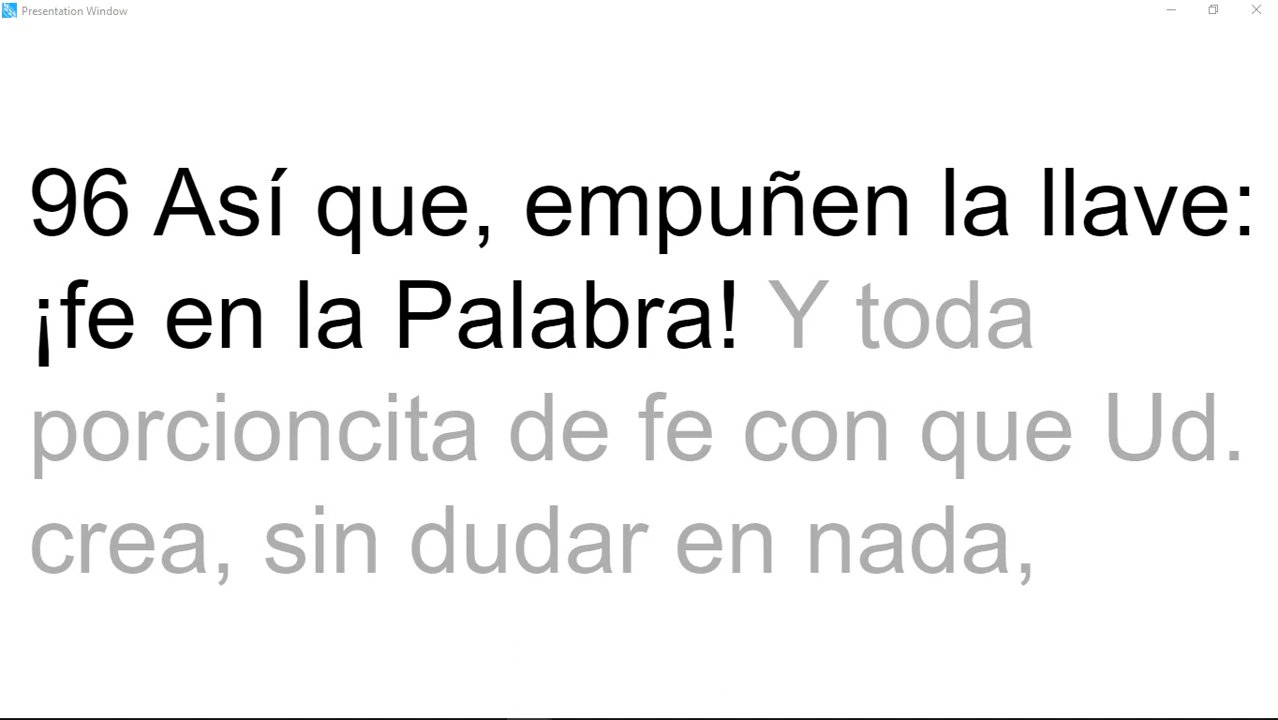 Presentation Window
96 Así que, empuñen la llave:
¡fe en la Palabra! Y toda
porcioncita de fe con que Ud.
crea, sin dudar en nada,